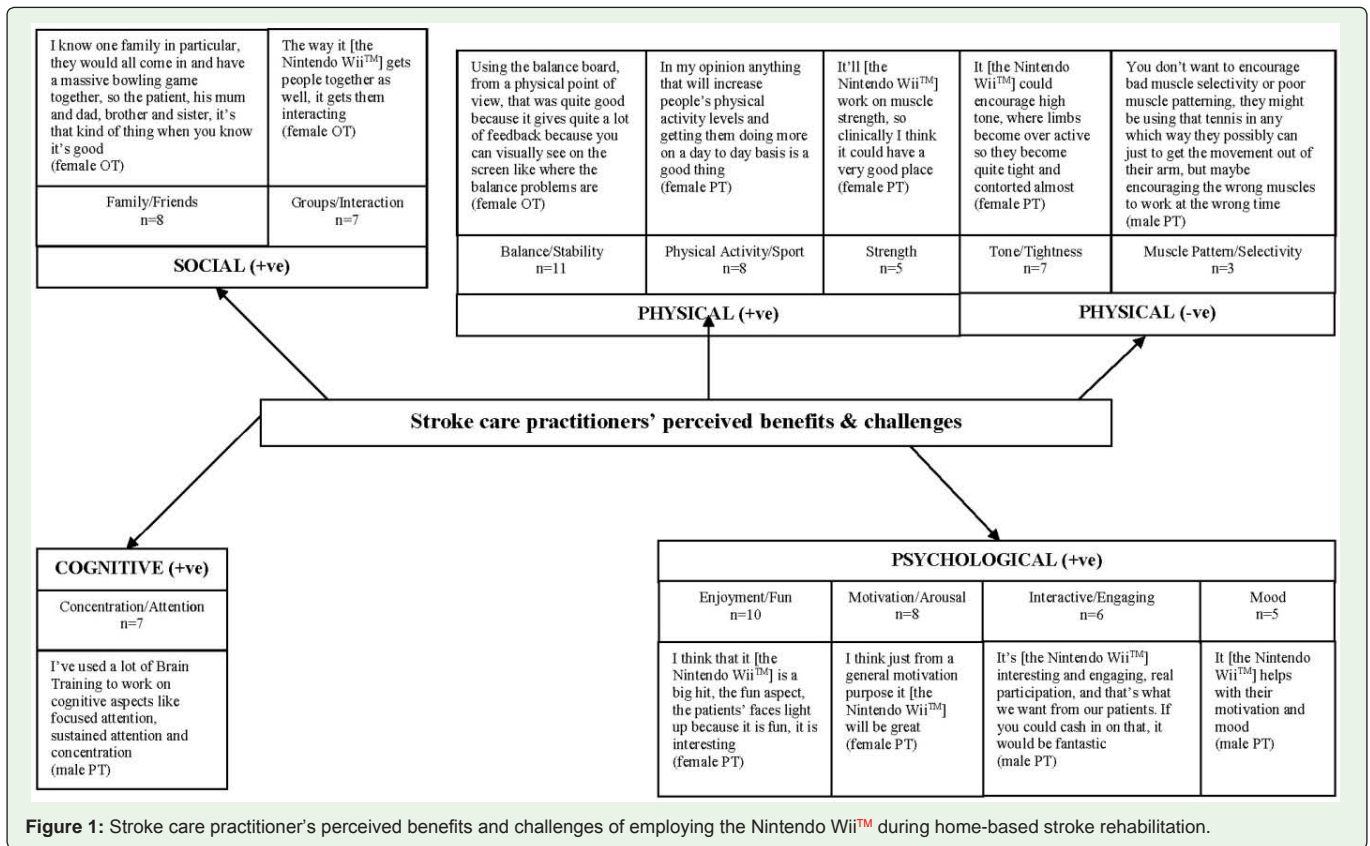 I know one family in particular,
they would all come in and have
a massive bowling game
together, so the patient, his mum
and dad, brother and sister, it's
that kind of thing when you know
it's good
(female OT)
Family/Friends
n=8
The way it [the
Nintendo Wii™] gets
people together as
well, it gets them
interacting
(female OT)
Groups/Interaction
n=7
SOCIAL (+ve)
Using the balance board,
from a physical point of
view, that was quite good
because it gives quite a lot
of feedback because you
can visually see on the
screen like where the
balance problems are
(female OT)
Balance/Stability
n=11
In my opinion anything
that will increase
people's physical
activity levels and
getting them doing more
on a day to day basis is a
good thing
(female PT)
Physical Activity/Sport
n=8
It'll [the
Nintendo Wii™]
work on muscle
strength, so
clinically I think
it could have a
very good place
(female PT)
Strength
n=5
PHYSICAL (+ve)
It [the Nintendo
Wii™] could
encourage high
tone, where limbs
become over active
so they become
quite tight and
contorted almost
(female PT)
Tone/Tightness
n=7
You don't want to encourage
bad muscle selectivity or poor
muscle patterning, they might
be using that tennis in any
which way they possibly can
just to get the movement out of
their arm, but maybe
encouraging the wrong muscles
to work at the wrong time
(male PT)
Muscle Pattern/Selectivity
n=3
PHYSICAL (-ve)
Stroke care practitioners' perceived benefits & challenges
COGNITIVE (+ve)
Concentration/Attention
n=7
I've used a lot of Brain
Training to work on
cognitive aspects like
focused attention,
sustained attention and
concentration
(male PT)
PSYCHOLOGICAL (+ve)
Enjoyment/Fun
n=10
I think that it [the
Nintendo Wii™] is a
big hit, the fun aspect,
the patients' faces light
up because it is fun, it is
interesting
(female PT)
Motivation/Arousal
n=8
I think just from a
general motivation
purpose it [the
Nintendo Wii™]
will be great
(female PT)
Interactive/Engaging
n=6
It's [the Nintendo Wii™]
interesting and engaging, real
participation, and that's what
we want from our patients. If
you could cash in on that, it
would be fantastic
(male PT)
Mood
n=5
It [the Nintendo
Wii™] helps
with their
motivation and
mood
(male PT)
Figure 1: Stroke care practitioner's perceived benefits and challenges of employing the Nintendo Wii™ during home-based stroke rehabilitation.